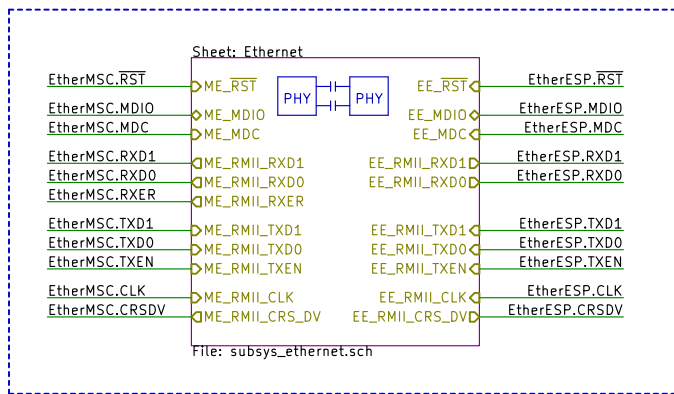 Sheet: Ethernet
EtherMSC.RST
ME_RST
PHY
PHY
EE_RST
EtherESP.RST
EtherMSC.MDIO
ME_MDIO
EE_MDIO
EtherESP.MDIO
EtherMSC.MDC
ME_MDC
EE_MDC
EtherESP.MDC
EtherMSC.RXD1
ME_RMII_RXD1
EE_RMII_RXD1
EtherESP.RXD1
EtherMSC.RXD0
ME_RMII_RXD0
EE_RMII_RXD0
EtherESP.RXD0
EtherMSC.RXER
ME_RMII_RXER
EtherMSC.TXD1
ME_RMII_TXD1
EE_RMII_TXD1
EtherESP.TXD1
EtherMSC.TXD0
ME_RMII_TXD0
EE_RMII_TXD0
EtherESP.TXD0
EtherMSC.TXEN
ME_RMII_TXEN
EE_RMII_TXEN
EtherESP.TXEN
EtherMSC.CLK
ME_RMII_CLK
EE_RMII_CLK
EtherESP.CLK
EtherMSC.CRSDV
ME_RMII_CRS_DV
EE_RMII_CRS_DV
EtherESP.CRSDV
File: subsys_ethernet.sch